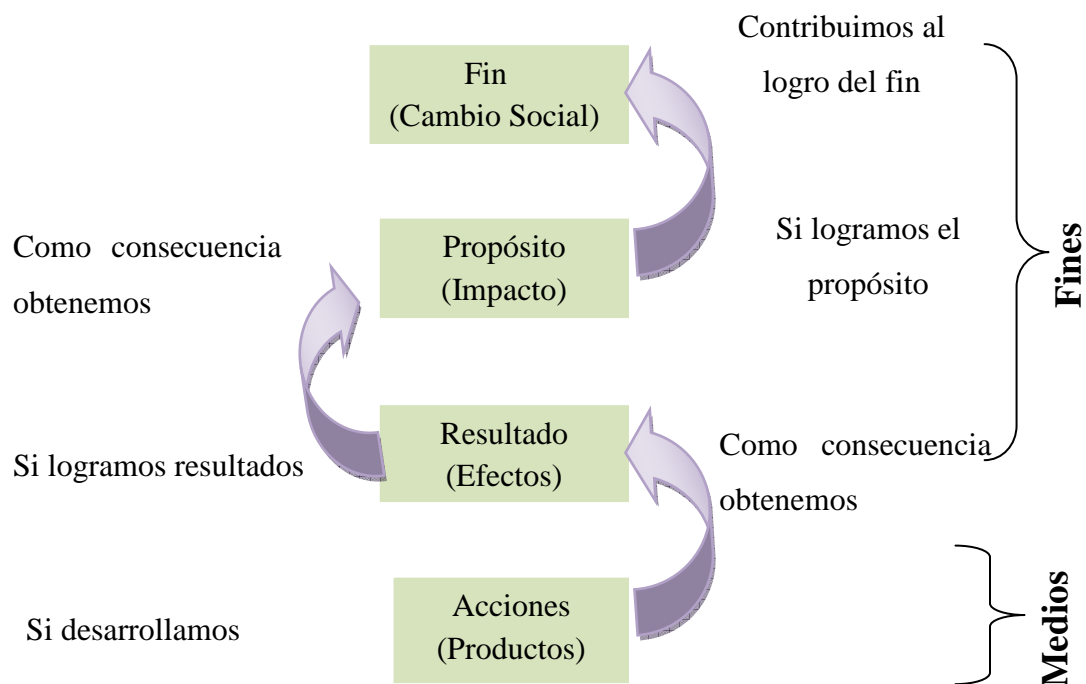 Contribuimos al
logro del fin
Fin
(Cambio Social)
Como consecuencia
obtenemos
Propósito
(Impacto)
Si logramos el
propósito
Fines
Si logramos resultados
Resultado
(Efectos)
Como consecuencia
obtenemos
Si desarrollamos
Acciones
(Productos)
Medios